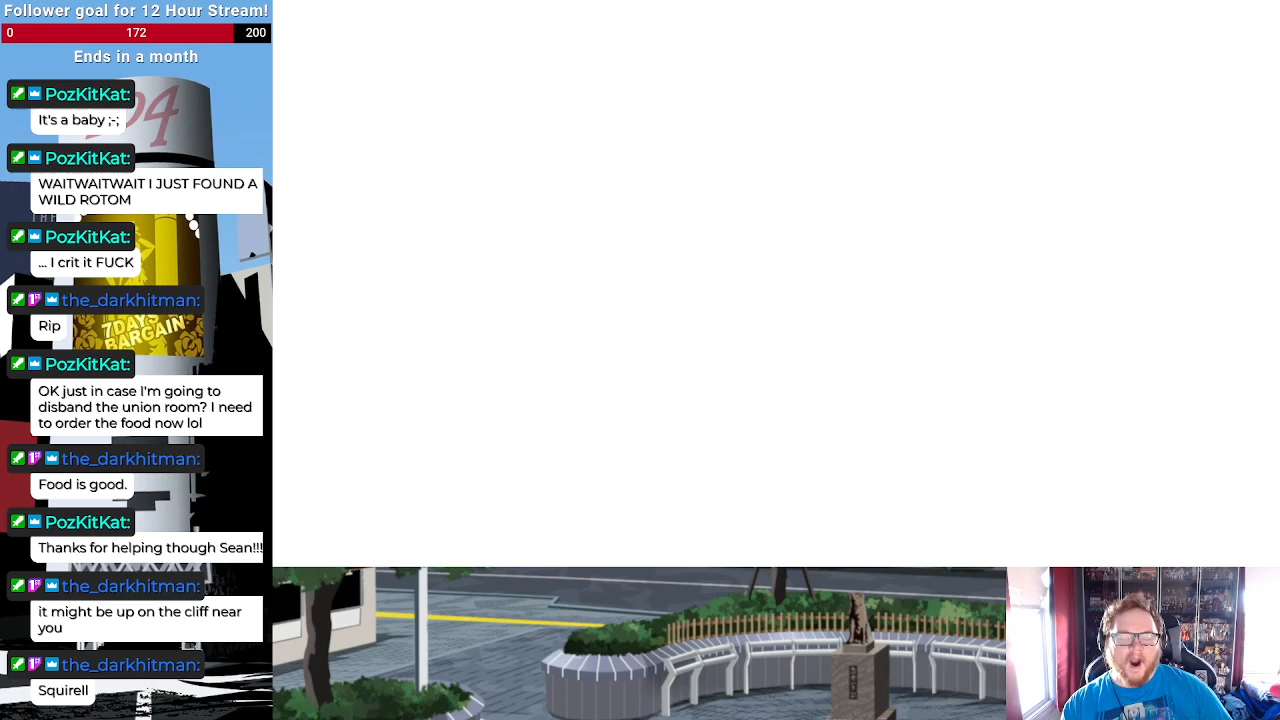 Follower goal for 12 Hour Stream!
0 172 200
Ends in a month
104
PozKitKat:
It's a baby ;-;
PozKitKat:
WAITWAITWAIT I JUST FOUND A
WILD ROTOM
PozKitKat:
... I crit it FUCK
the_darkhitman:
Rip
7DAYS
BARGAIN
PozKitKat:
OK just in case I'm going to
disband the union room? I need
to order the food now lol
the_darkhitman:
Food is good.
PozKitKat:
Thanks for helping though Sean!!!
the_darkhitman:
it might be up on the cliff near
you
the_darkhitman:
Squirell